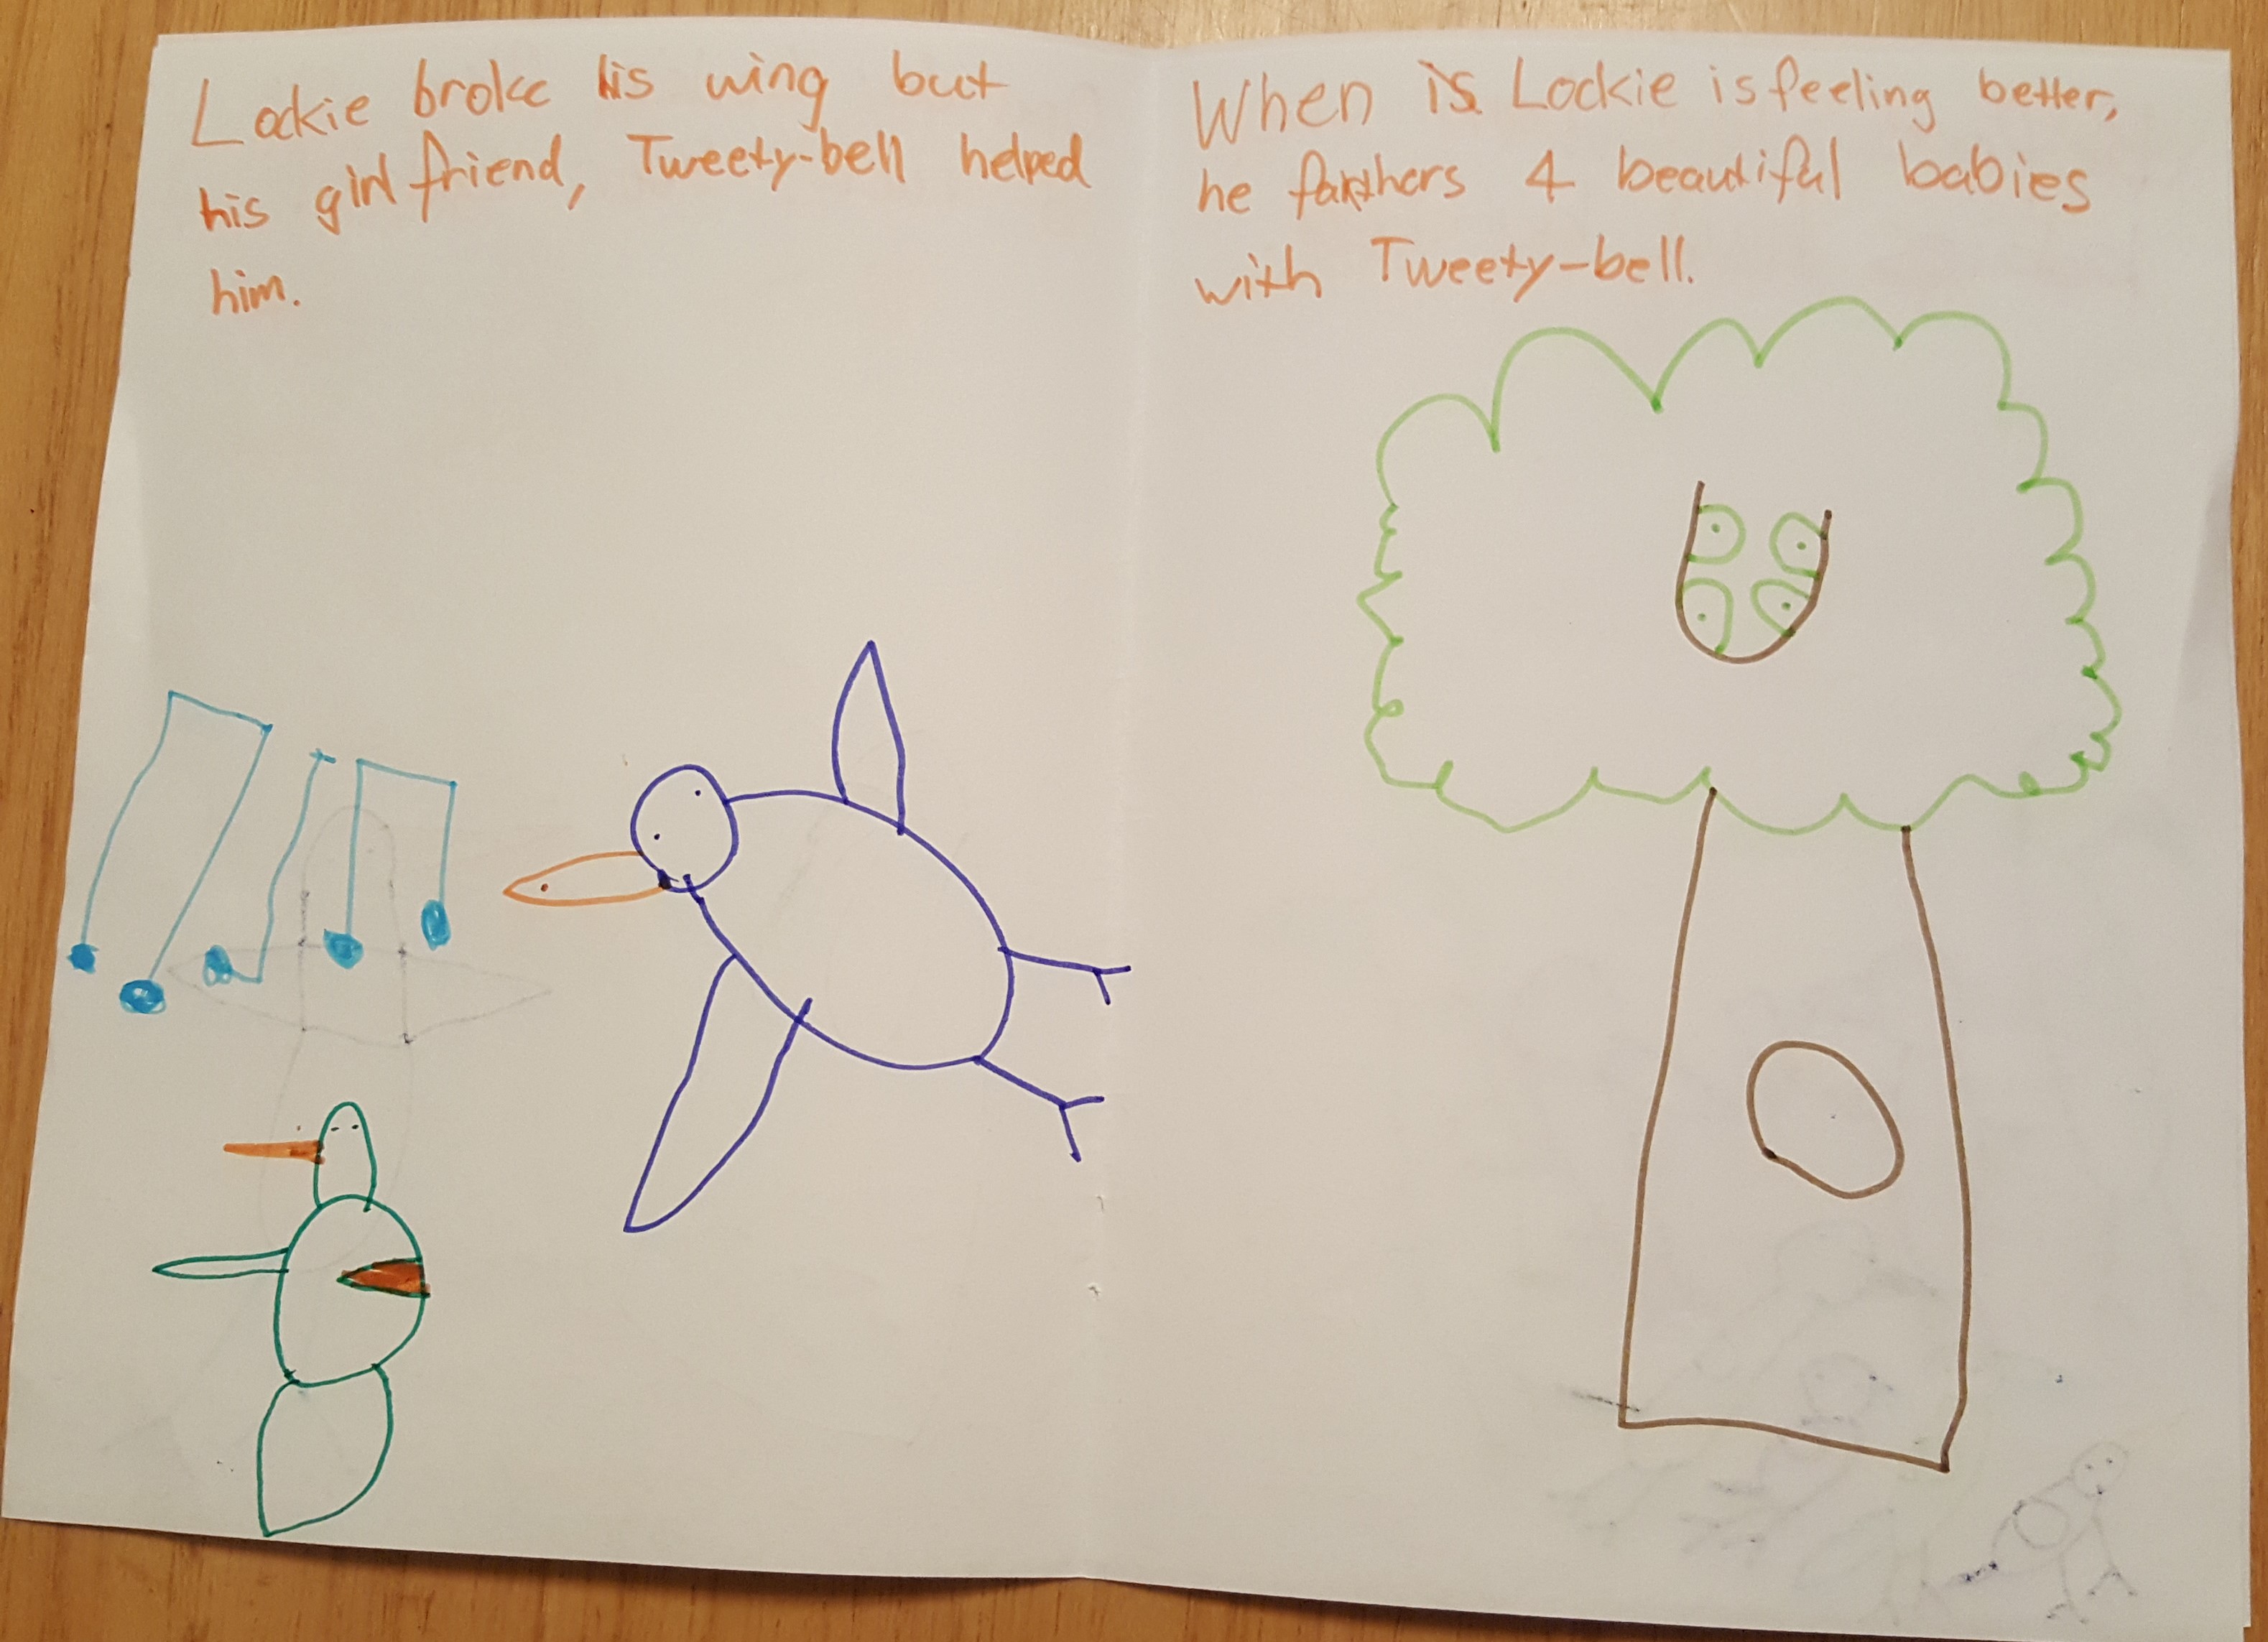 Lockie broke his wing but
his girlfriend, Tweety-bell helped
him.
When is Lockie is feeling better,
he fathers 4 beautiful babies
with Tweety-bell.